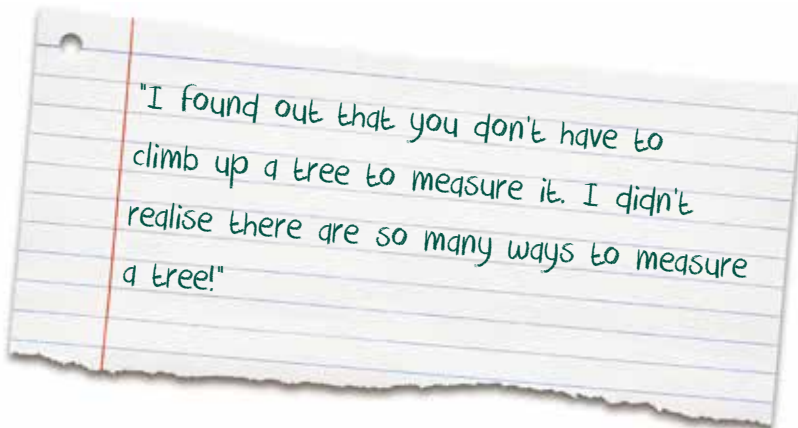 "I found out that you don't have to
climb up a tree to measure it. I didn't
realise there are so many ways to measure
a tree!"